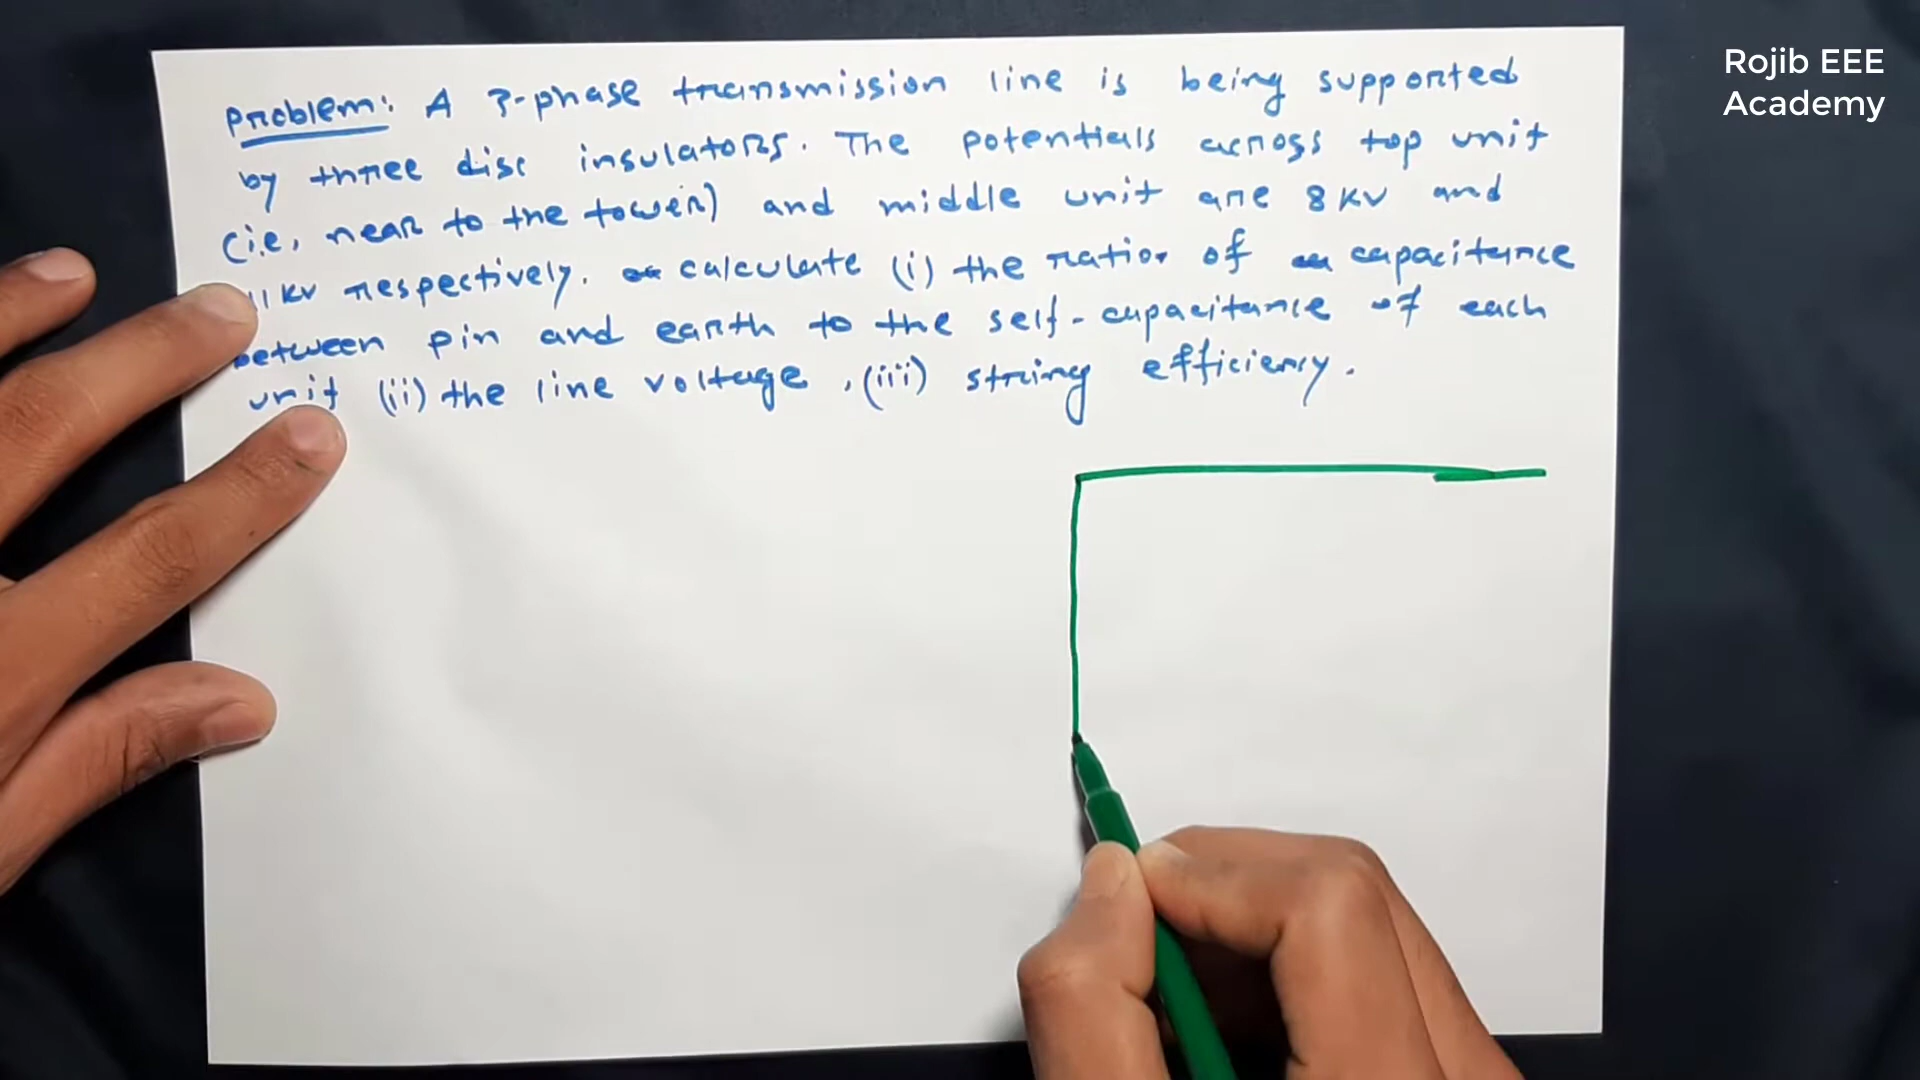 Problem: A 3-phase transmission line is being supported
by three disc insulators. The potentials across top unit
(i.e, near to the tower) and middle unit are 8 KV and
11 KV respectively. calculate (i) the ratio of capacitance
between pin and earth to the self-capacitance of each
unit (ii) the line voltage, (iii) string efficiency.
Rojib EEE
Academy